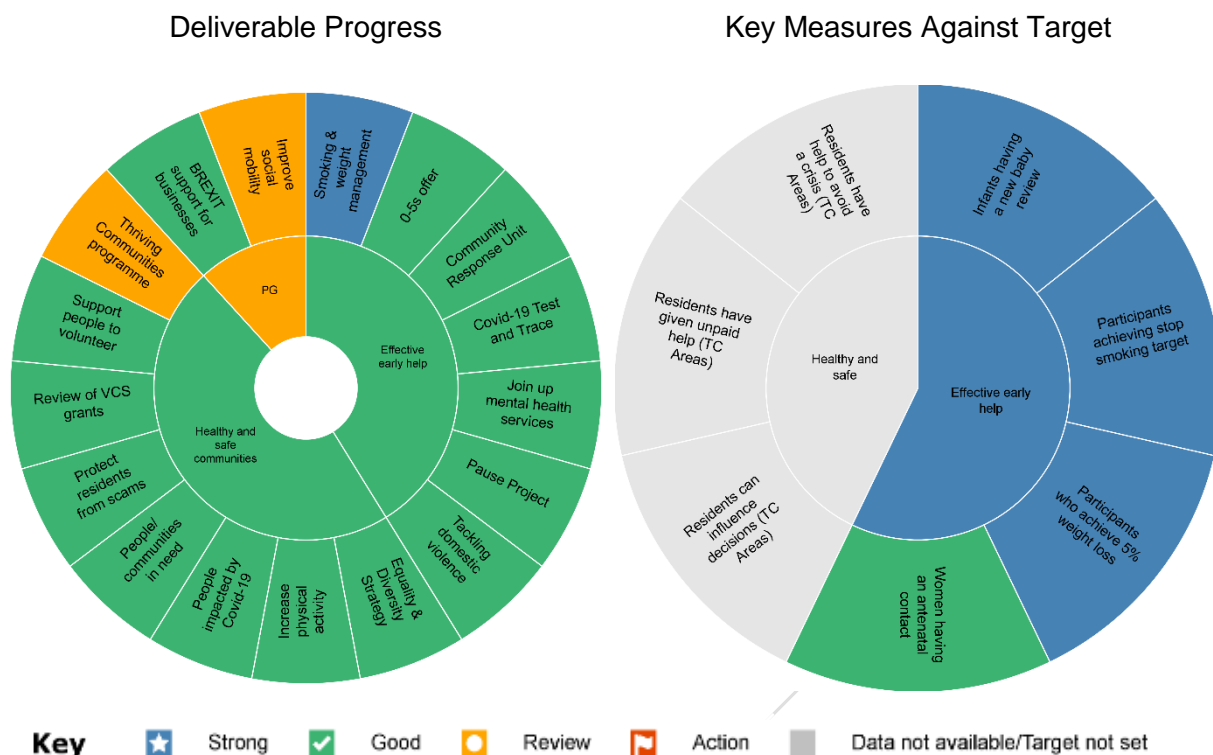 Deliverable Progress
Key Measures Against Target
Smoking &
weight
management
0-5s offer
Community
Response Unit
Covid-19 Test
and Trace
Join up
mental health
services
Pause Project
Tackling
domestic
violence
Equality &
Diversity
Strategy
Increase
physical
activity
People
impacted by
Covid-19
People/
communities
in need
Protect
residents
from scams
Review of VCS
grants
Support
people to
volunteer
Thriving
Communities
programme
BREXIT
support for
businesses
Improve
social
mobility
PG
Effective
early help
Healthy and
safe
communities
Infants having
a new baby
review
Participants
achieving stop
smoking target
Participants
who achieve 5%
weight loss
Women having
an antenatal
contact
Residents can
influence
decisions (TC
Areas)
Residents have
given unpaid
help (TC
Areas)
Residents have
help to avoid
a crisis (TC
Areas)
Healthy and
safe
Effective early
help
Key
Strong
Good
Review
Action
Data not available/Target not set